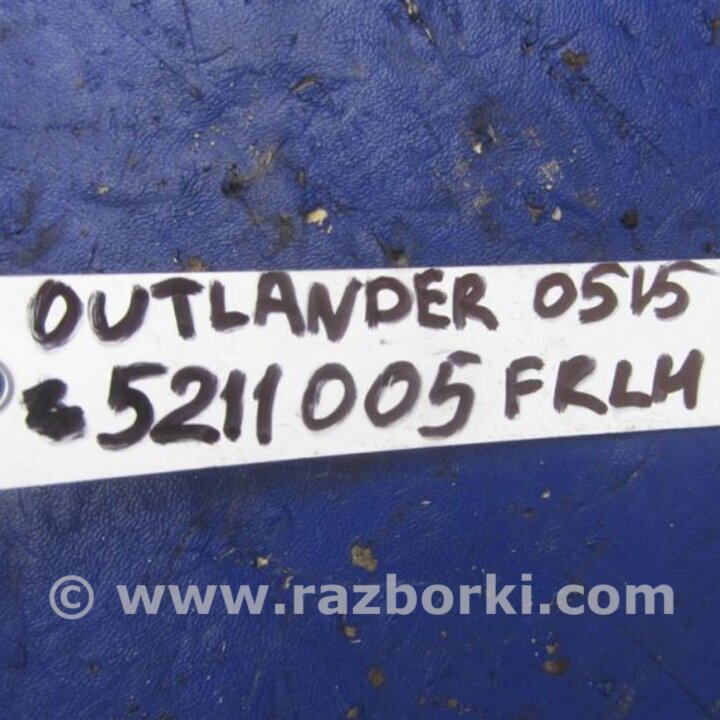 OUTLANDER 0515
5211005 FRLH
© www.razborki.com